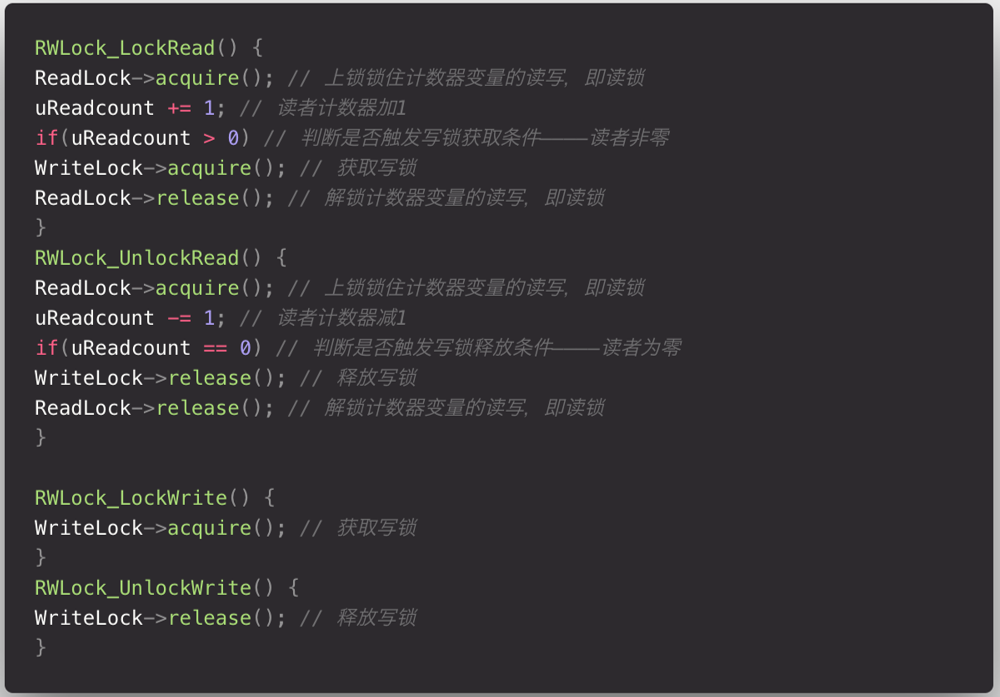 RWLock_LockRead() {
ReadLock->acquire(); // 上锁锁住计数器变量的读写, 即读锁
uReadcount += 1; // 读者计数器加1
if(uReadcount > 0) // 判断是否触发写锁获取条件———读者非零
WriteLock->acquire(); // 获取写锁
ReadLock->release(); // 解锁计数器变量的读写, 即读锁
}
RWLock_UnlockRead() {
ReadLock->acquire(); // 上锁锁住计数器变量的读写, 即读锁
uReadcount -= 1; // 读者计数器减1
if(uReadcount == 0) // 判断是否触发写锁释放条件———读者为零
WriteLock->release(); // 释放写锁
ReadLock->release(); // 解锁计数器变量的读写, 即读锁
}
RWLock_LockWrite() {
WriteLock->acquire(); // 获取写锁
}
RWLock_UnlockWrite() {
WriteLock->release(); // 释放写锁
}